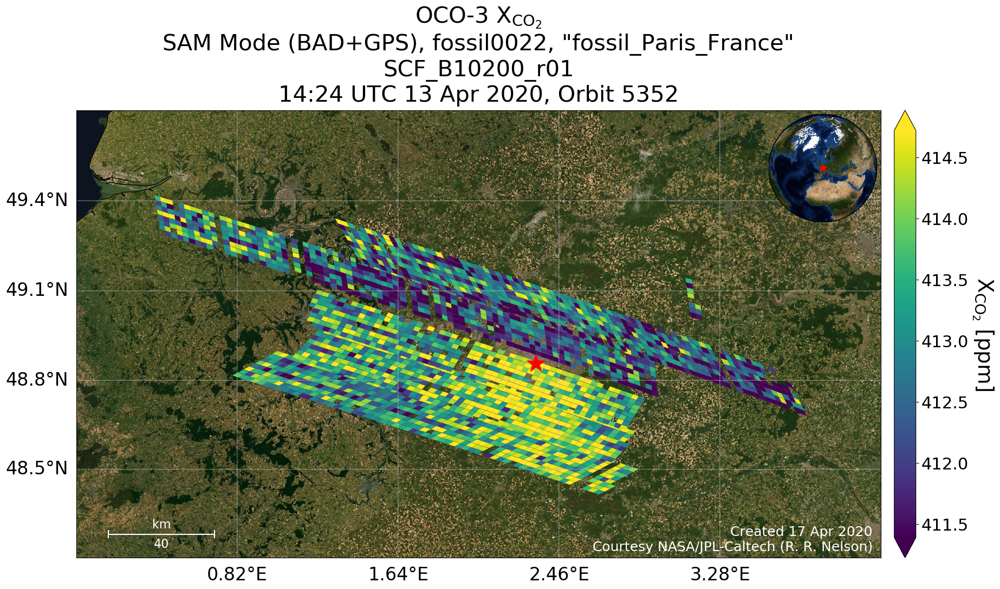 OCO-3 X_CO₂
SAM Mode (BAD+GPS), fossil0022, "fossil_Paris_France"
SCF_B10200_r01
14:24 UTC 13 Apr 2020, Orbit 5352
49.4°N
49.1°N
48.8°N
48.5°N
0.82°E
1.64°E
2.46°E
3.28°E
km
40
Created 17 Apr 2020
Courtesy NASA/JPL-Caltech (R. R. Nelson)
414.5
414.0
413.5
413.0
412.5
412.0
411.5
X_CO₂ [ppm]